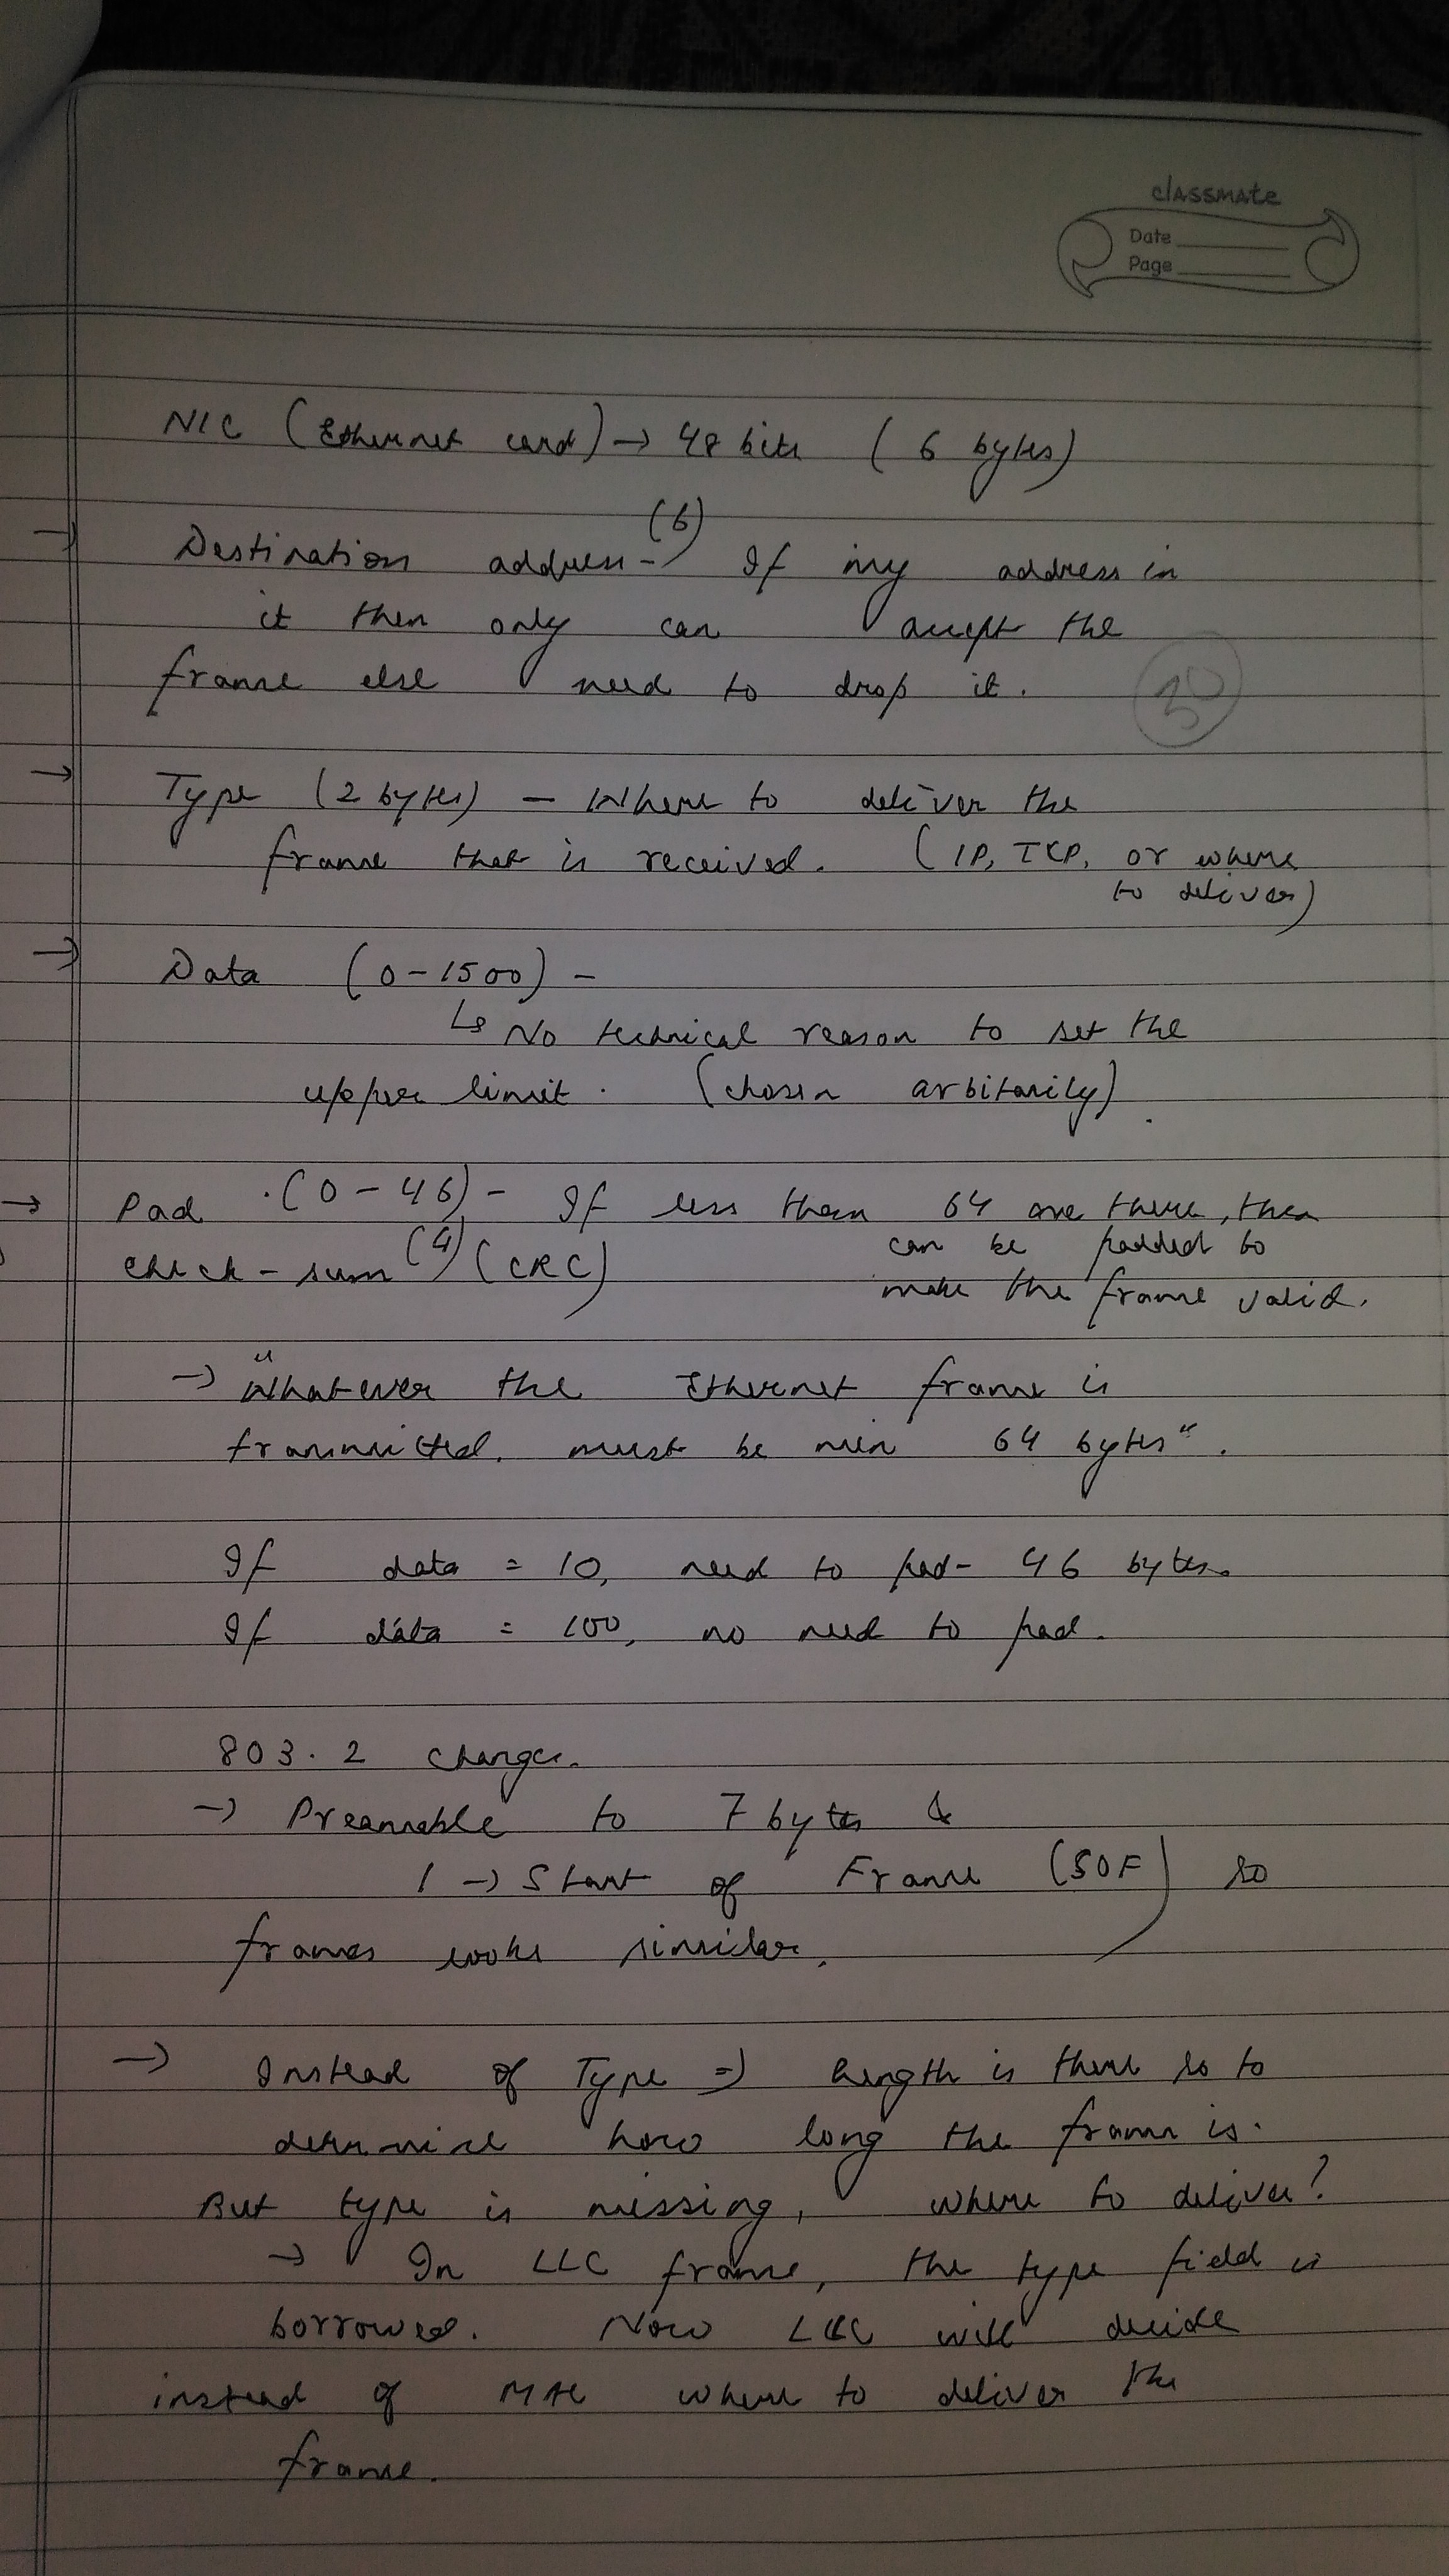 classmate
Date
Page
NIC (Ethernet card) → 48 bits (6 bytes)
→ Destination address - (6) If my address in
it then only can accept the
frame else need to drop it.
30
→ Type (2 bytes) - Where to deliver the
frame that is received. (IP, TCP, or where
to deliver)
→ Data (0-1500) -
↳ No technical reason to set the
upper limit. (chosen arbitarily)
→ Pad (0-46) - If less than 64 are there, then
can be padded to
check-sum (4) (CRC)
make the frame valid.
→ "Whatever the Ethernet frame is
transmitted, must be min 64 bytes".
If data = 10, need to pad - 46 bytes.
If data = 100, no need to pad.
803.2 changes.
→ Preamable to 7 bytes &
1 → Start of Frame (SOF) so
frames looks similar.
→ Instead of Type ⇒ length is there so to
determine how long the frame is.
But type is missing, where to deliver?
→ In LLC frame, the type field is
borrowed. Now LLC will decide
instead of MAC where to deliver the
frame.